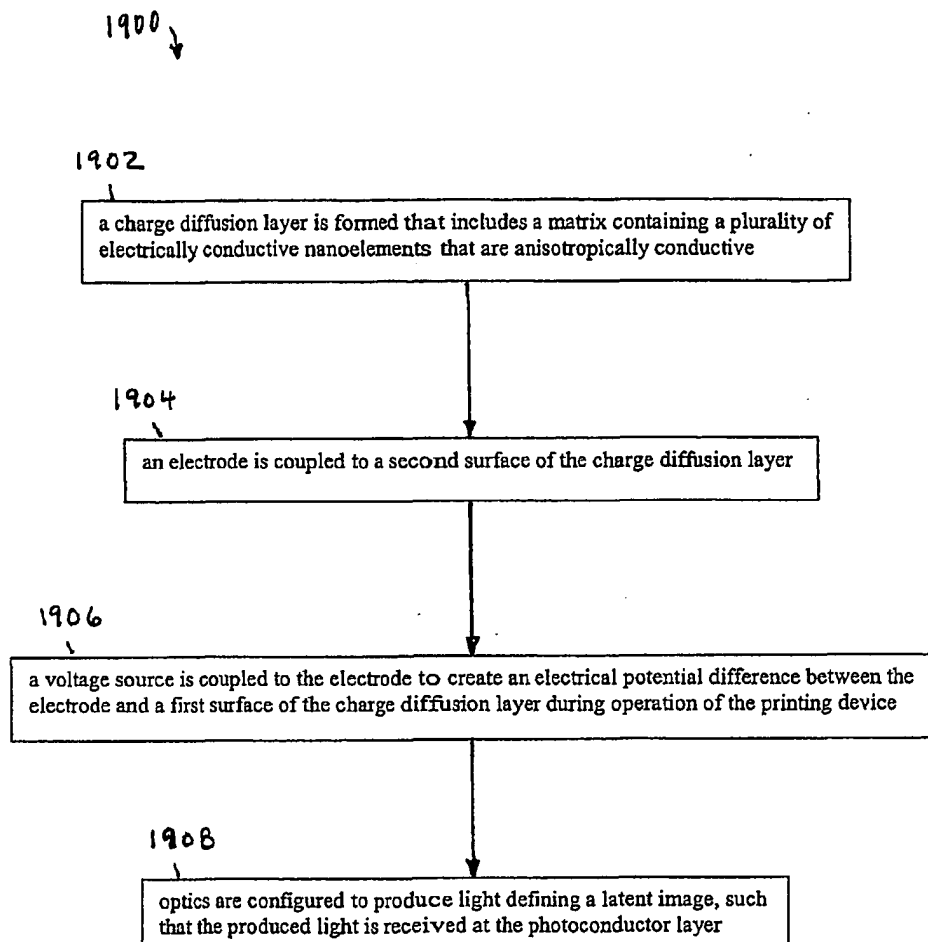 1900
1902
a charge diffusion layer is formed that includes a matrix containing a plurality of
electrically conductive nanoelements that are anisotropically conductive
1904
an electrode is coupled to a second surface of the charge diffusion layer
1906
a voltage source is coupled to the electrode to create an electrical potential difference between the
electrode and a first surface of the charge diffusion layer during operation of the printing device
1908
optics are configured to produce light defining a latent image, such
that the produced light is received at the photoconductor layer